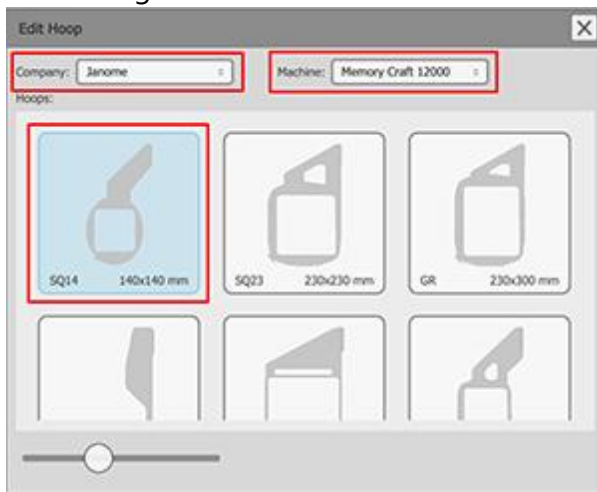 Edit Hoop
Company: Janome Machine: Memory Craft 12000
Hoops:
SQ14 140x140 mm SQ23 230x230 mm GR 230x300 mm